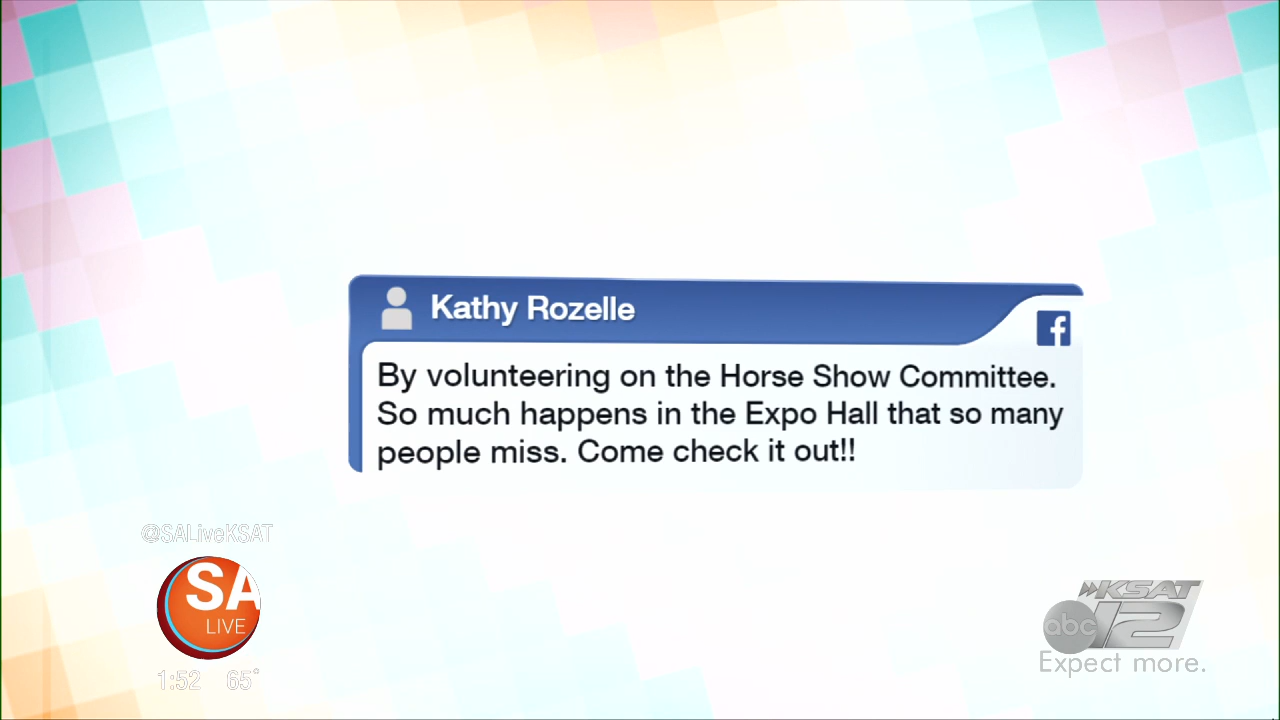 Kathy Rozelle
By volunteering on the Horse Show Committee.
So much happens in the Expo Hall that so many
people miss. Come check it out!!
@SALiveKSAT
SA
LIVE
1:52 65°
KSAT
abc 12
Expect more.